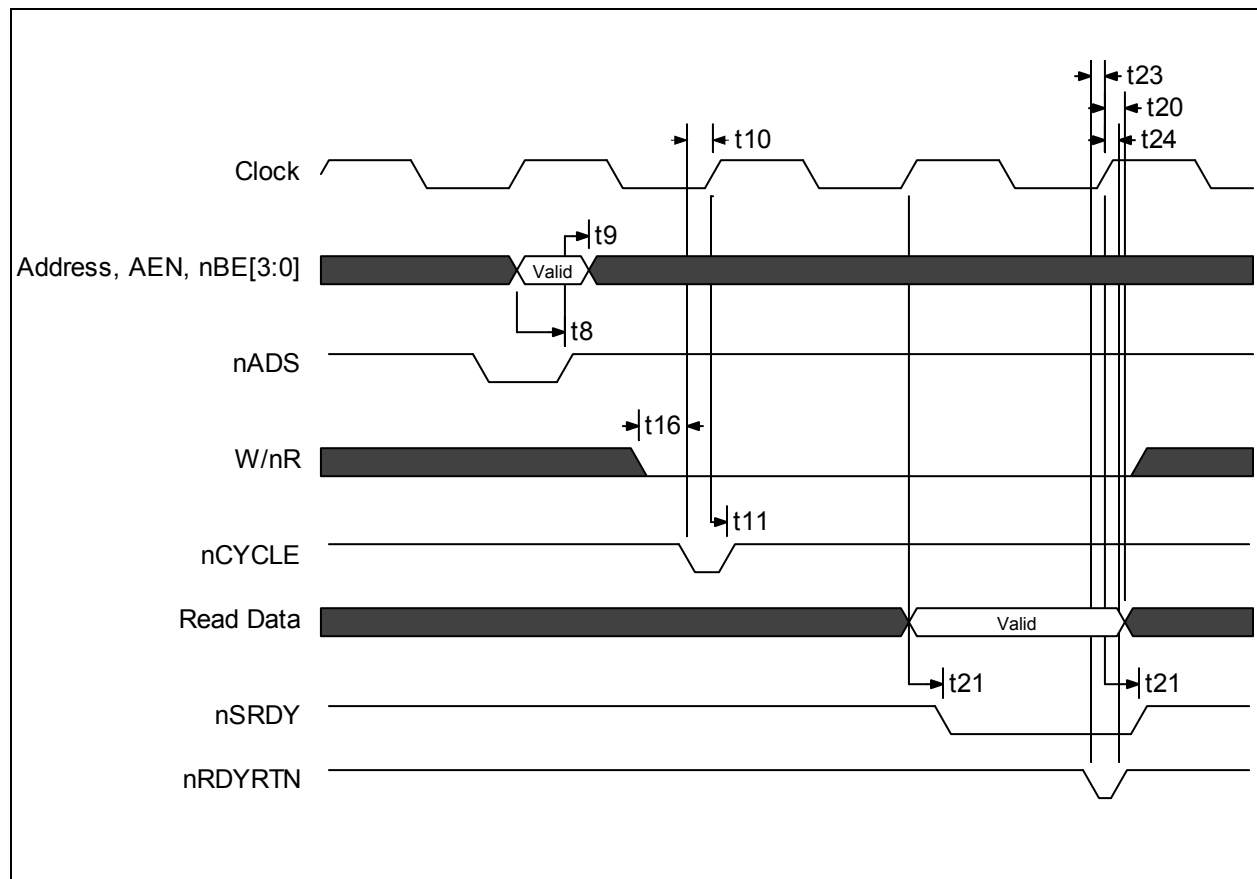 t23
t20
t10
t24
Clock
t9
Address, AEN, nBE[3:0]
Valid
t8
nADS
t16
W/nR
t11
nCYCLE
Read Data
Valid
t21
t21
nSRDY
nRDYRTN